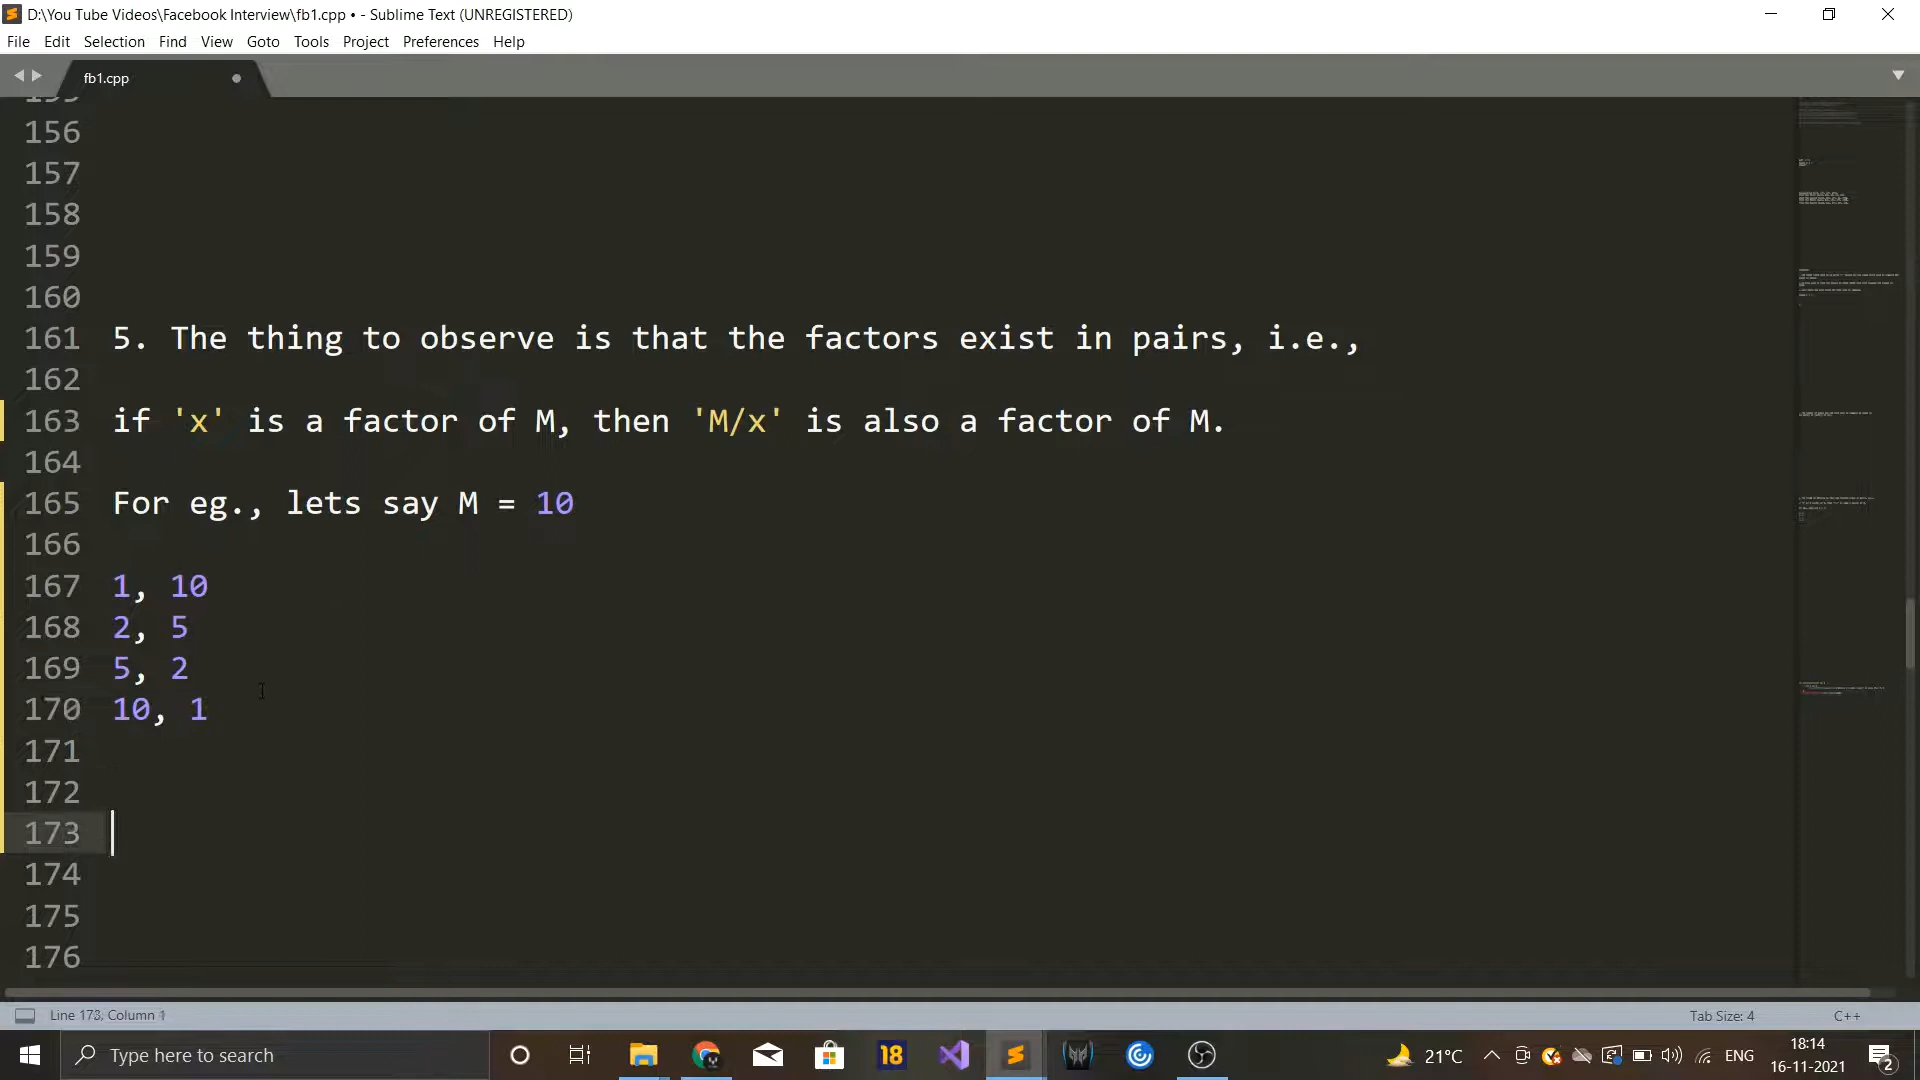 D:\You Tube Videos\Facebook Interview\fb1.cpp • - Sublime Text (UNREGISTERED)
File Edit Selection Find View Goto Tools Project Preferences Help
fb1.cpp
155
156
157
158
159
160
161 5. The thing to observe is that the factors exist in pairs, i.e.,
162
163 if 'x' is a factor of M, then 'M/x' is also a factor of M.
164
165 For eg., lets say M = 10
166
167 1, 10
168 2, 5
169 5, 2
170 10, 1
171
172
173
174
175
176
Line 173, Column 1 Tab Size: 4 C++
Type here to search 18 21°C ENG 18:14
16-11-2021 2